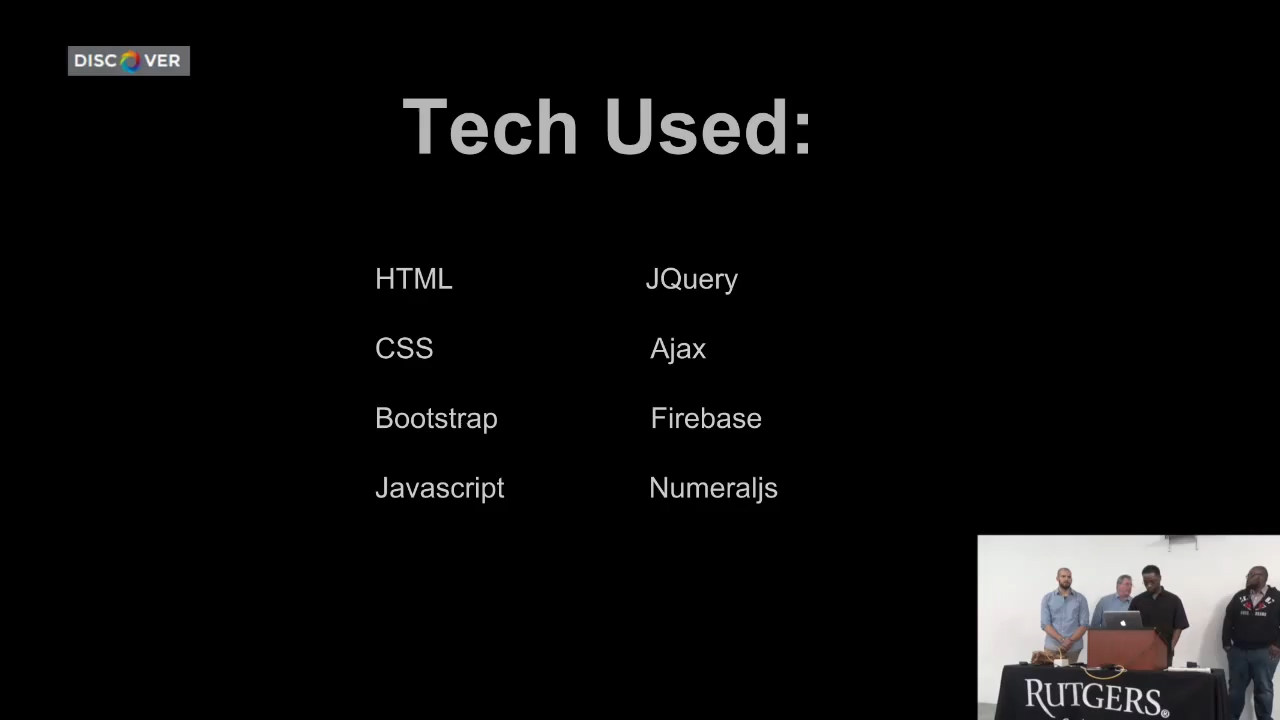 DISCOVER
Tech Used:
HTML
JQuery
CSS
Ajax
Bootstrap
Firebase
Javascript
Numeraljs
RUTGERS®